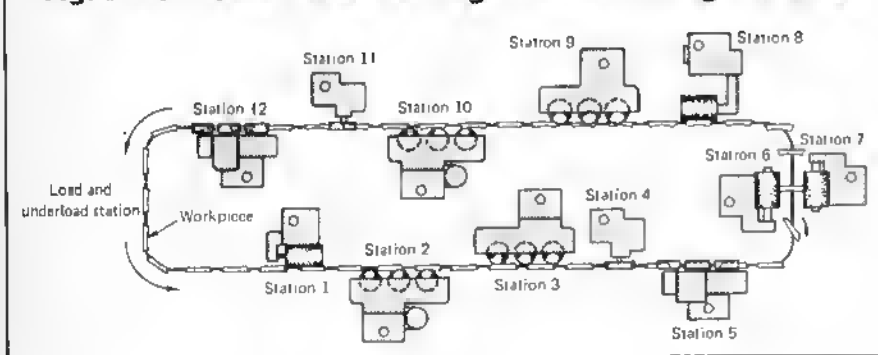 Station 9
Station 8
Station 11
Station 12
Station 10
Station 7
Station 6
Load and
underload station
Workpiece
Station 4
Station 2
Station 1
Station 3
Station 5